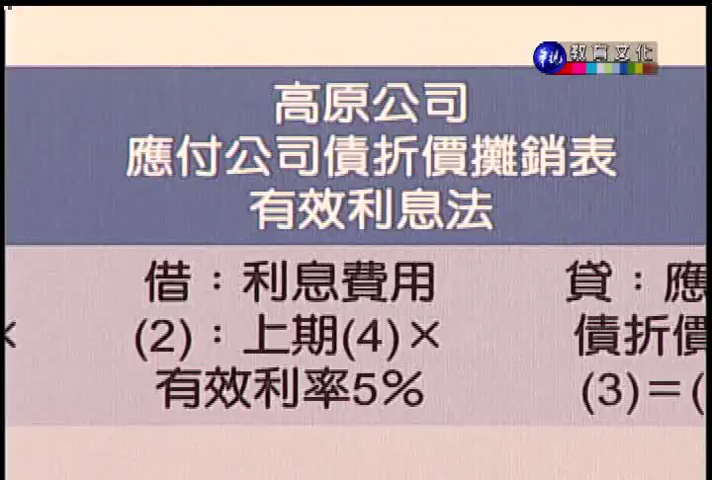 華視
教育文化
高原公司
應付公司債折價攤銷表
有效利息法
借：利息費用
(2)：上期(4)×
有效利率5%
×
貸：應
債折價
(3)＝(